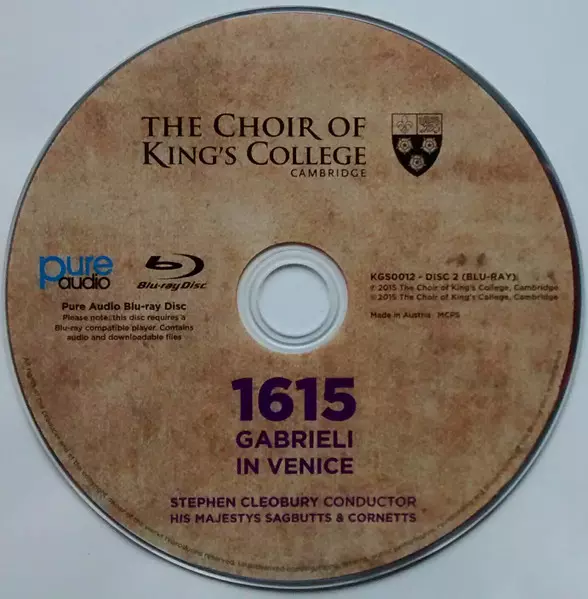 THE CHOIR OF
KING'S COLLEGE
CAMBRIDGE
pure
audio
Blu-ray Disc
Pure Audio Blu-ray Disc
Please note: this disc requires a
Blu-ray compatible player. Contains
audio and downloadable files
KGS0012 - DISC 2 (BLU-RAY)
℗ 2015 The Choir of King's College, Cambridge
© 2015 The Choir of King's College, Cambridge
Made in Austria MCPS
1615
GABRIELI
IN VENICE
STEPHEN CLEOBURY CONDUCTOR
HIS MAJESTYS SAGBUTTS & CORNETTS